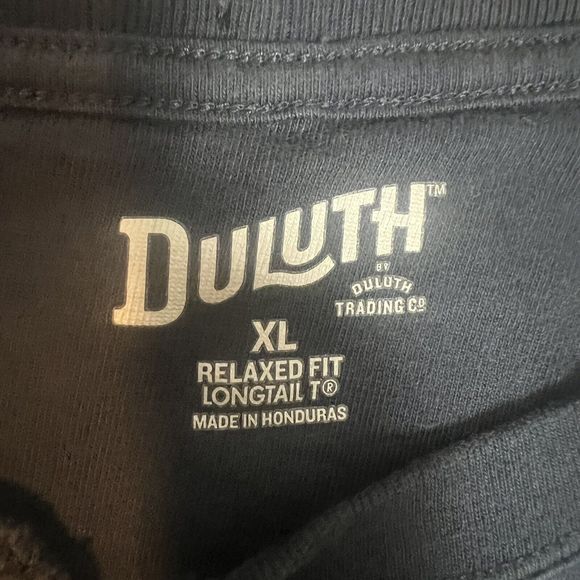 DULUTH™
BY
DULUTH
TRADING CO
XL
RELAXED FIT
LONGTAIL T®
MADE IN HONDURAS